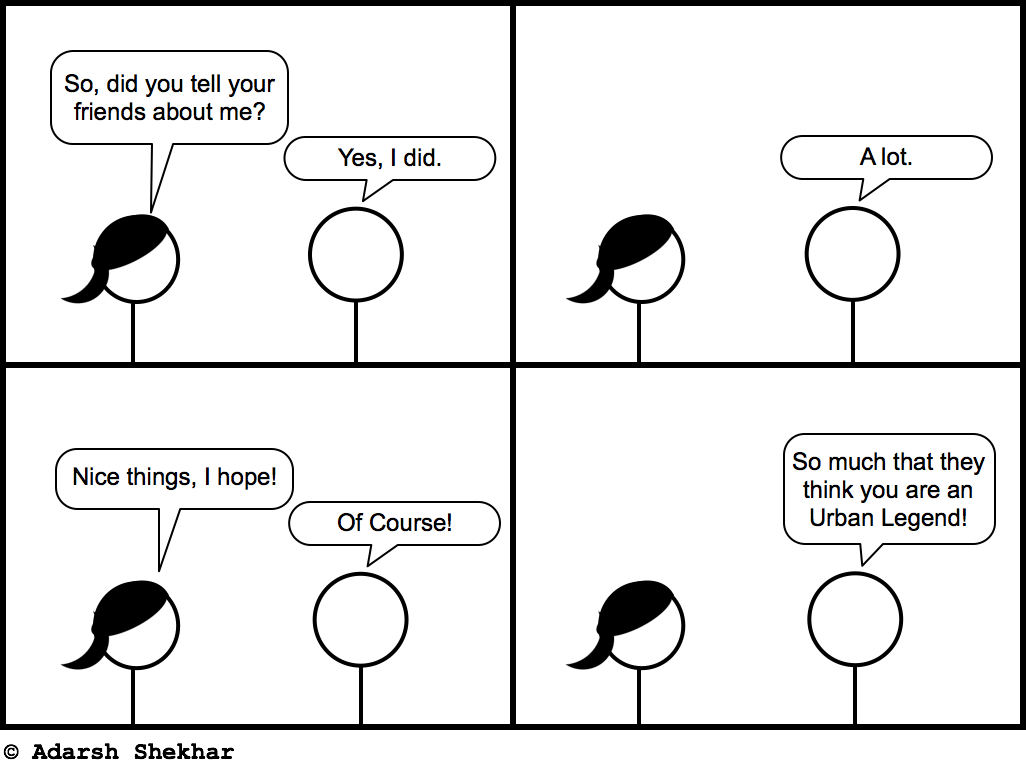 So, did you tell your
friends about me?
Yes, I did.
A lot.
Nice things, I hope!
Of Course!
So much that they
think you are an
Urban Legend!
© Adarsh Shekhar